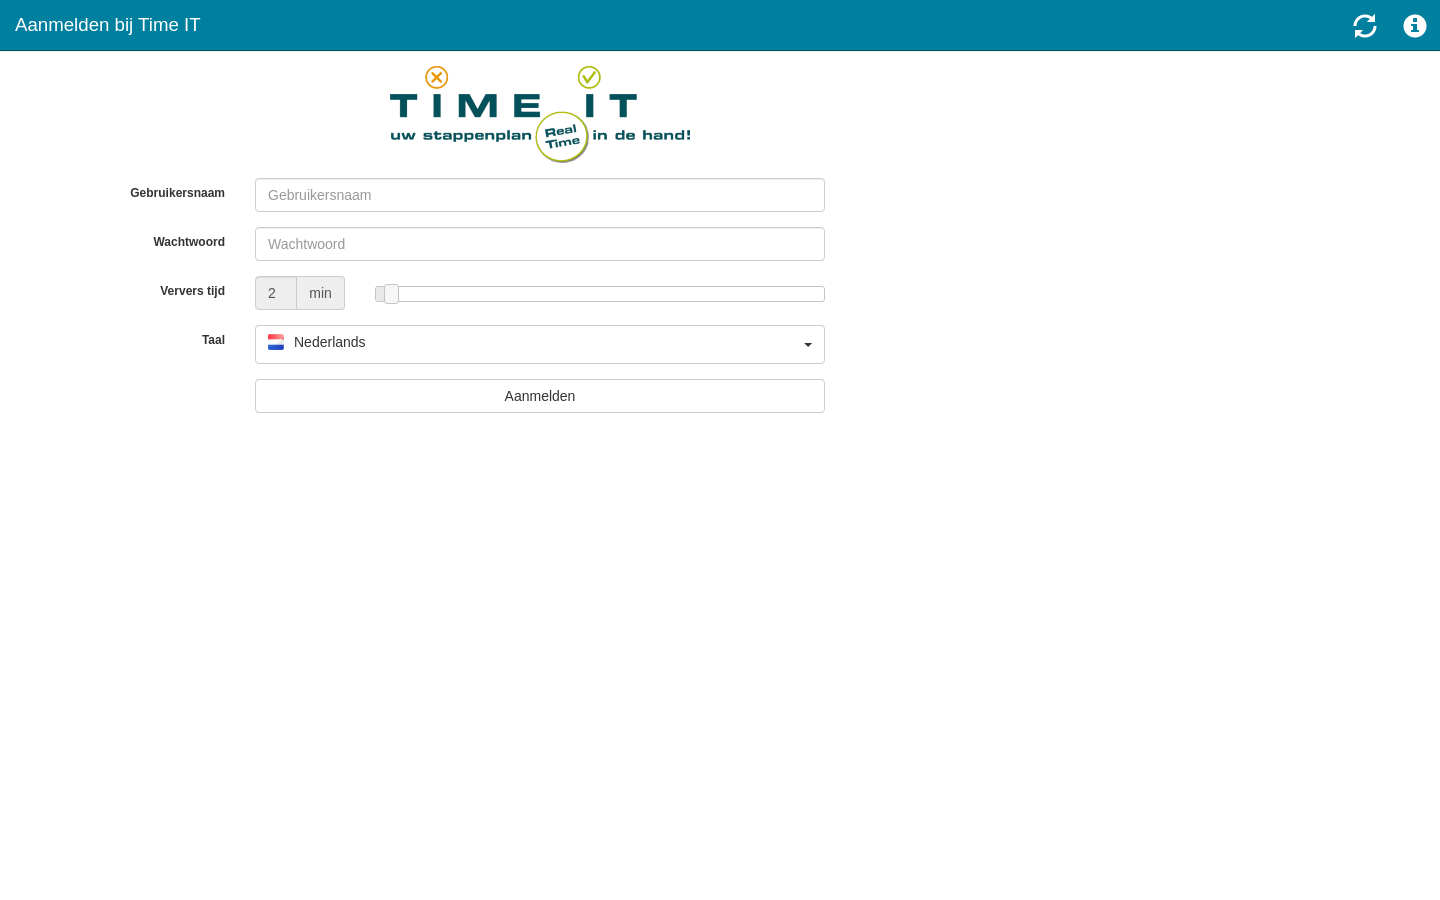 Aanmelden bij Time IT
TIME IT
uw stappenplan Real Time in de hand!
Gebruikersnaam Gebruikersnaam
Wachtwoord Wachtwoord
Ververs tijd 2 min
Taal Nederlands
Aanmelden